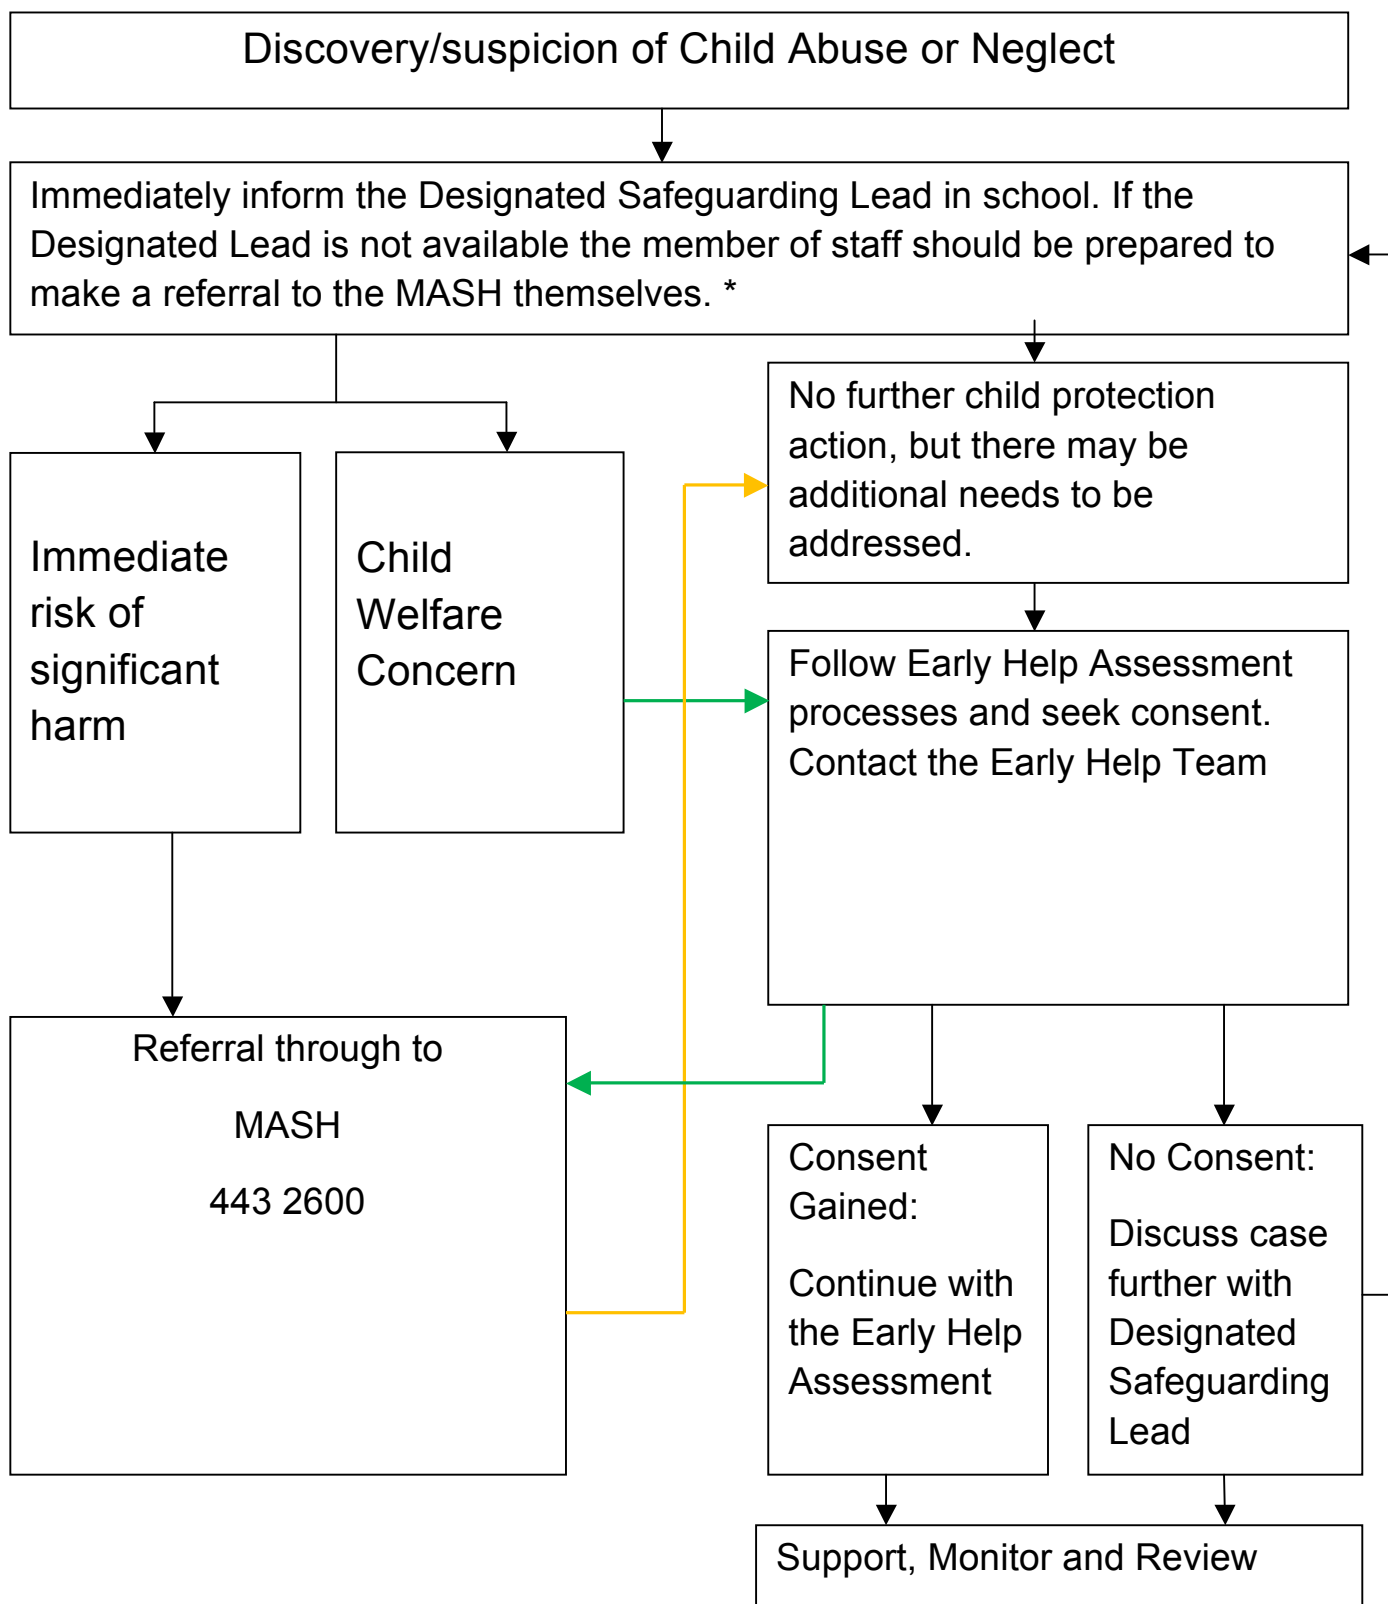 Discovery/suspicion of Child Abuse or Neglect
Immediately inform the Designated Safeguarding Lead in school. If the
Designated Lead is not available the member of staff should be prepared to
make a referral to the MASH themselves. *
No further child protection
action, but there may be
additional needs to be
addressed.
Immediate
risk of
significant
harm
Child
Welfare
Concern
Follow Early Help Assessment
processes and seek consent.
Contact the Early Help Team
Referral through to
MASH
443 2600
Consent
Gained:
Continue with
the Early Help
Assessment
No Consent:
Discuss case
further with
Designated
Safeguarding
Lead
Support, Monitor and Review